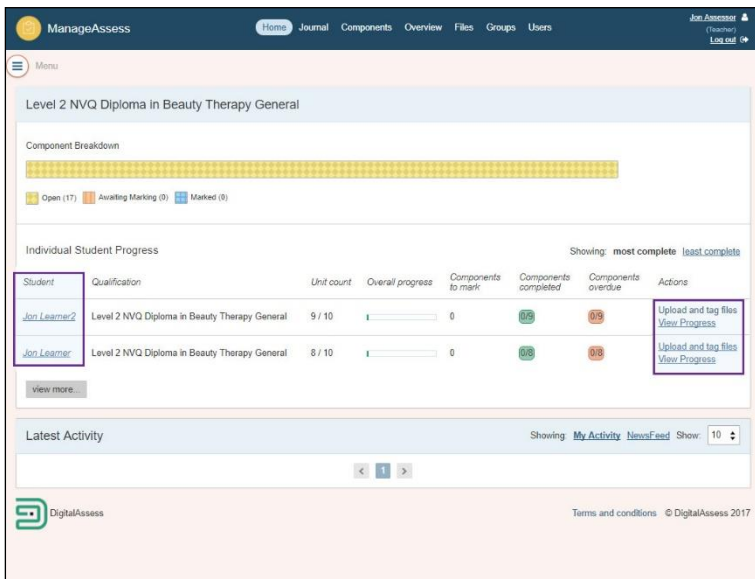 ManageAssess Home Journal Components Overview Files Groups Users Jon Assessor
(Teacher)
Log out
Menu
Level 2 NVQ Diploma in Beauty Therapy General
Component Breakdown
Open (17) Awaiting Marking (0) Marked (0)
Individual Student Progress Showing: most complete least complete
Student Qualification Unit count Overall progress Components to mark Components completed Components overdue Actions
Jon Learner2 Level 2 NVQ Diploma in Beauty Therapy General 9 / 10 0 0/9 0/9 Upload and tag files
View Progress
Jon Learner Level 2 NVQ Diploma in Beauty Therapy General 8 / 10 0 0/8 0/8 Upload and tag files
View Progress
view more...
Latest Activity Showing: My Activity NewsFeed Show: 10
< 1 >
DigitalAssess Terms and conditions © DigitalAssess 2017